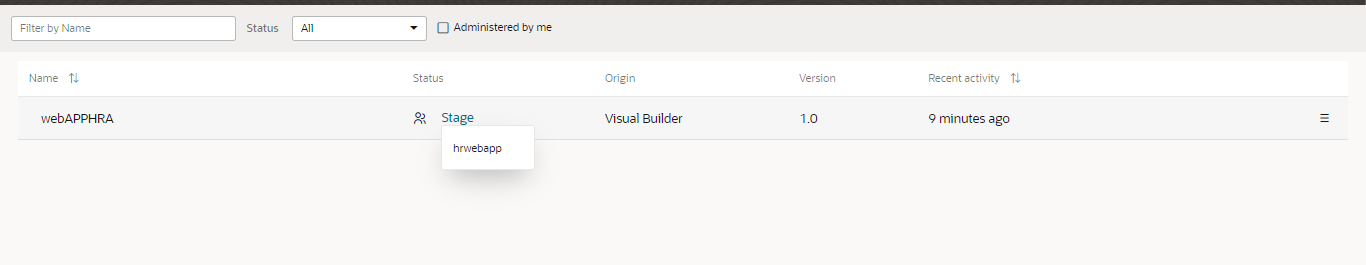 Filter by Name Status All Administered by me
Name Status Origin Version Recent activity
webAPPHRA Stage Visual Builder 1.0 9 minutes ago
hrwebapp